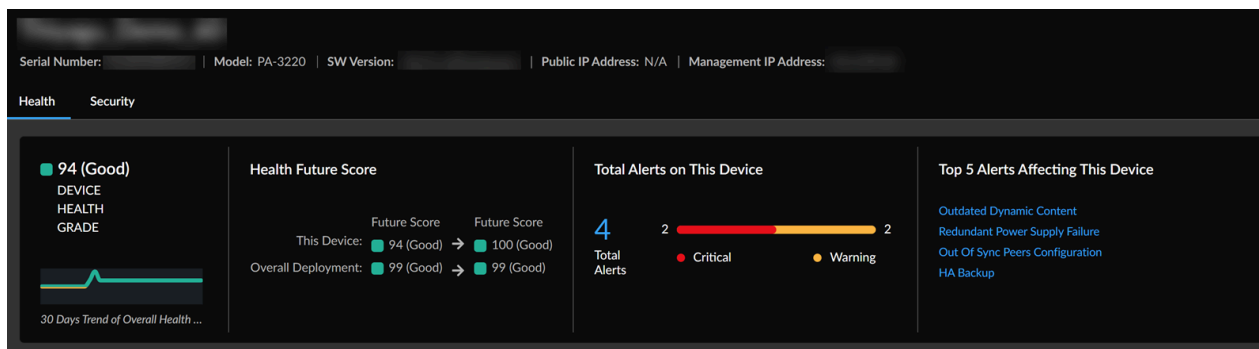 Serial Number: | Model: PA-3220 | SW Version: | Public IP Address: N/A | Management IP Address:
Health Security
94 (Good)
DEVICE
HEALTH
GRADE
30 Days Trend of Overall Health ...
Health Future Score
Future Score Future Score
This Device: 94 (Good) → 100 (Good)
Overall Deployment: 99 (Good) → 99 (Good)
Total Alerts on This Device
4
Total
Alerts
2 2
Critical Warning
Top 5 Alerts Affecting This Device
Outdated Dynamic Content
Redundant Power Supply Failure
Out Of Sync Peers Configuration
HA Backup